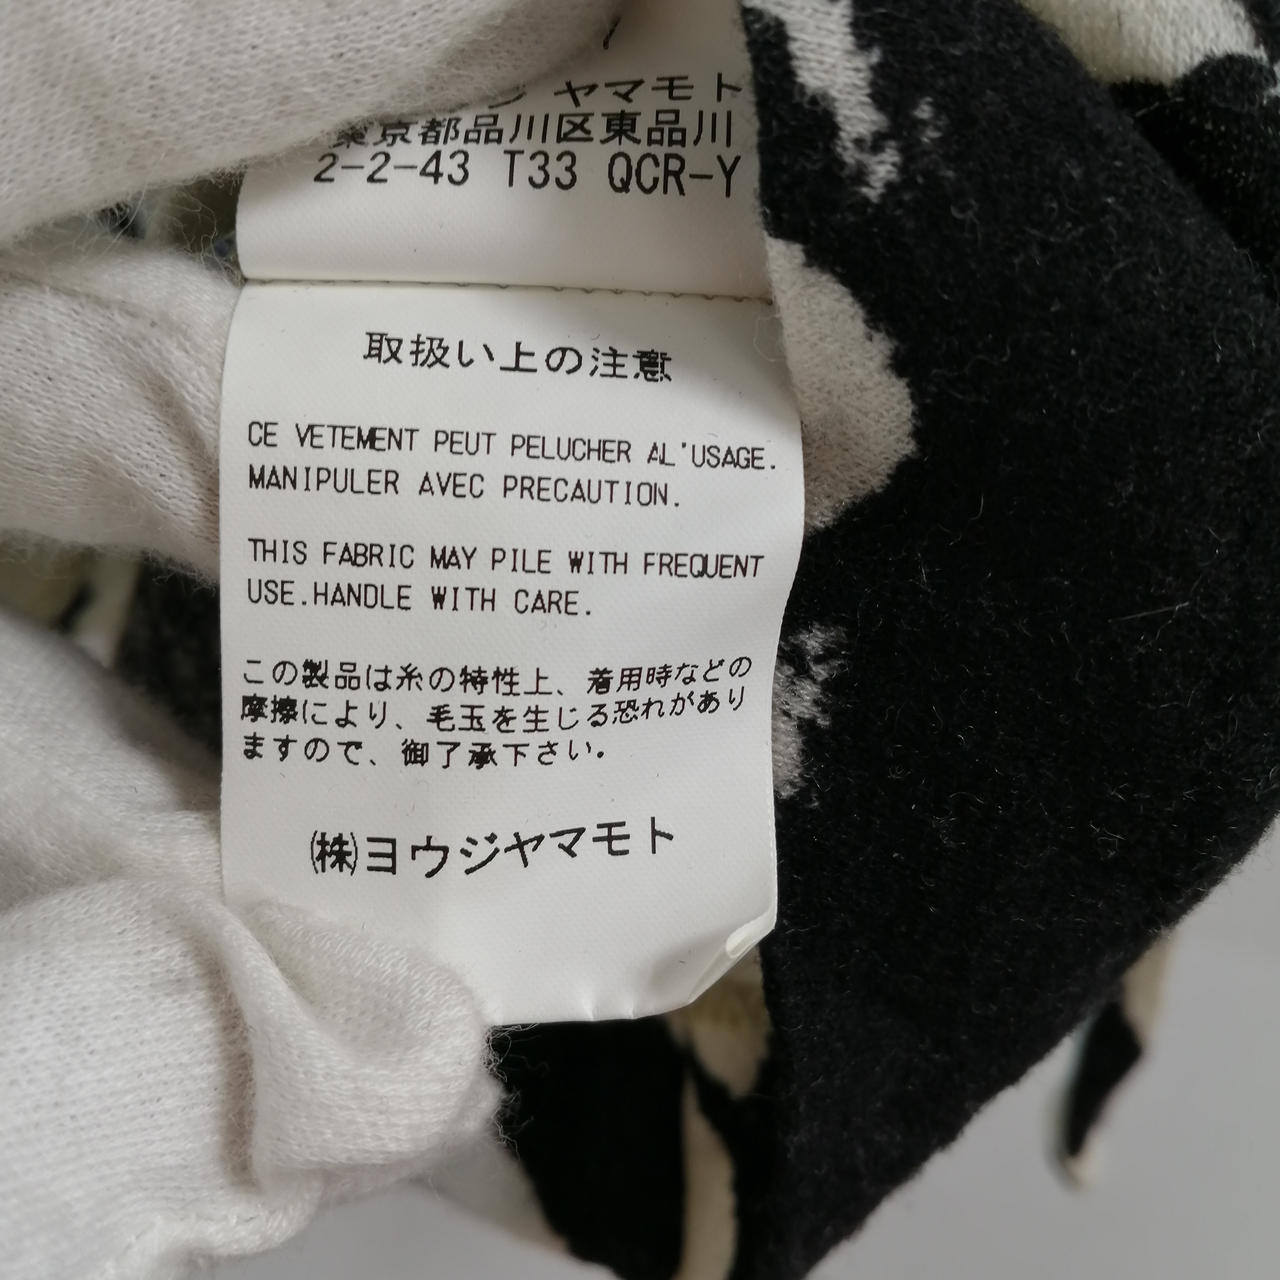 ヤマモト
東京都品川区東品川
2-2-43 T33 QCR-Y
取扱い上の注意
CE VETEMENT PEUT PELUCHER AL'USAGE.
MANIPULER AVEC PRECAUTION.
THIS FABRIC MAY PILE WITH FREQUENT
USE.HANDLE WITH CARE.
この製品は糸の特性上、着用時などの
摩擦により、毛玉を生じる恐れがあり
ますので、御了承下さい。
㈱ヨウジヤマモト